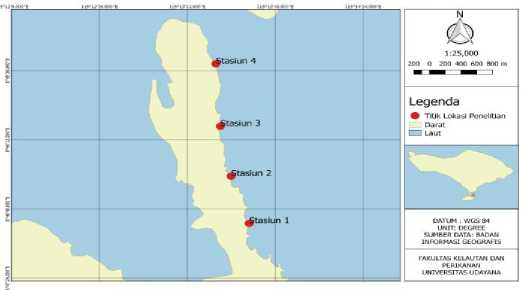 Stasiun 4
Stasiun 3
Stasiun 2
Stasiun 1
N
1:25,000
200 0 200 400 600 800 m
Legenda
Titik Lokasi Penelitian
Darat
Laut
DATUM : WGS 84
UNIT: DEGREE
SUMBER DATA: BADAN
INFORMASI GEOGRAFIS
FAKULTAS KELAUTAN DAN
PERIKANAN
UNIVERSITAS UDAYANA